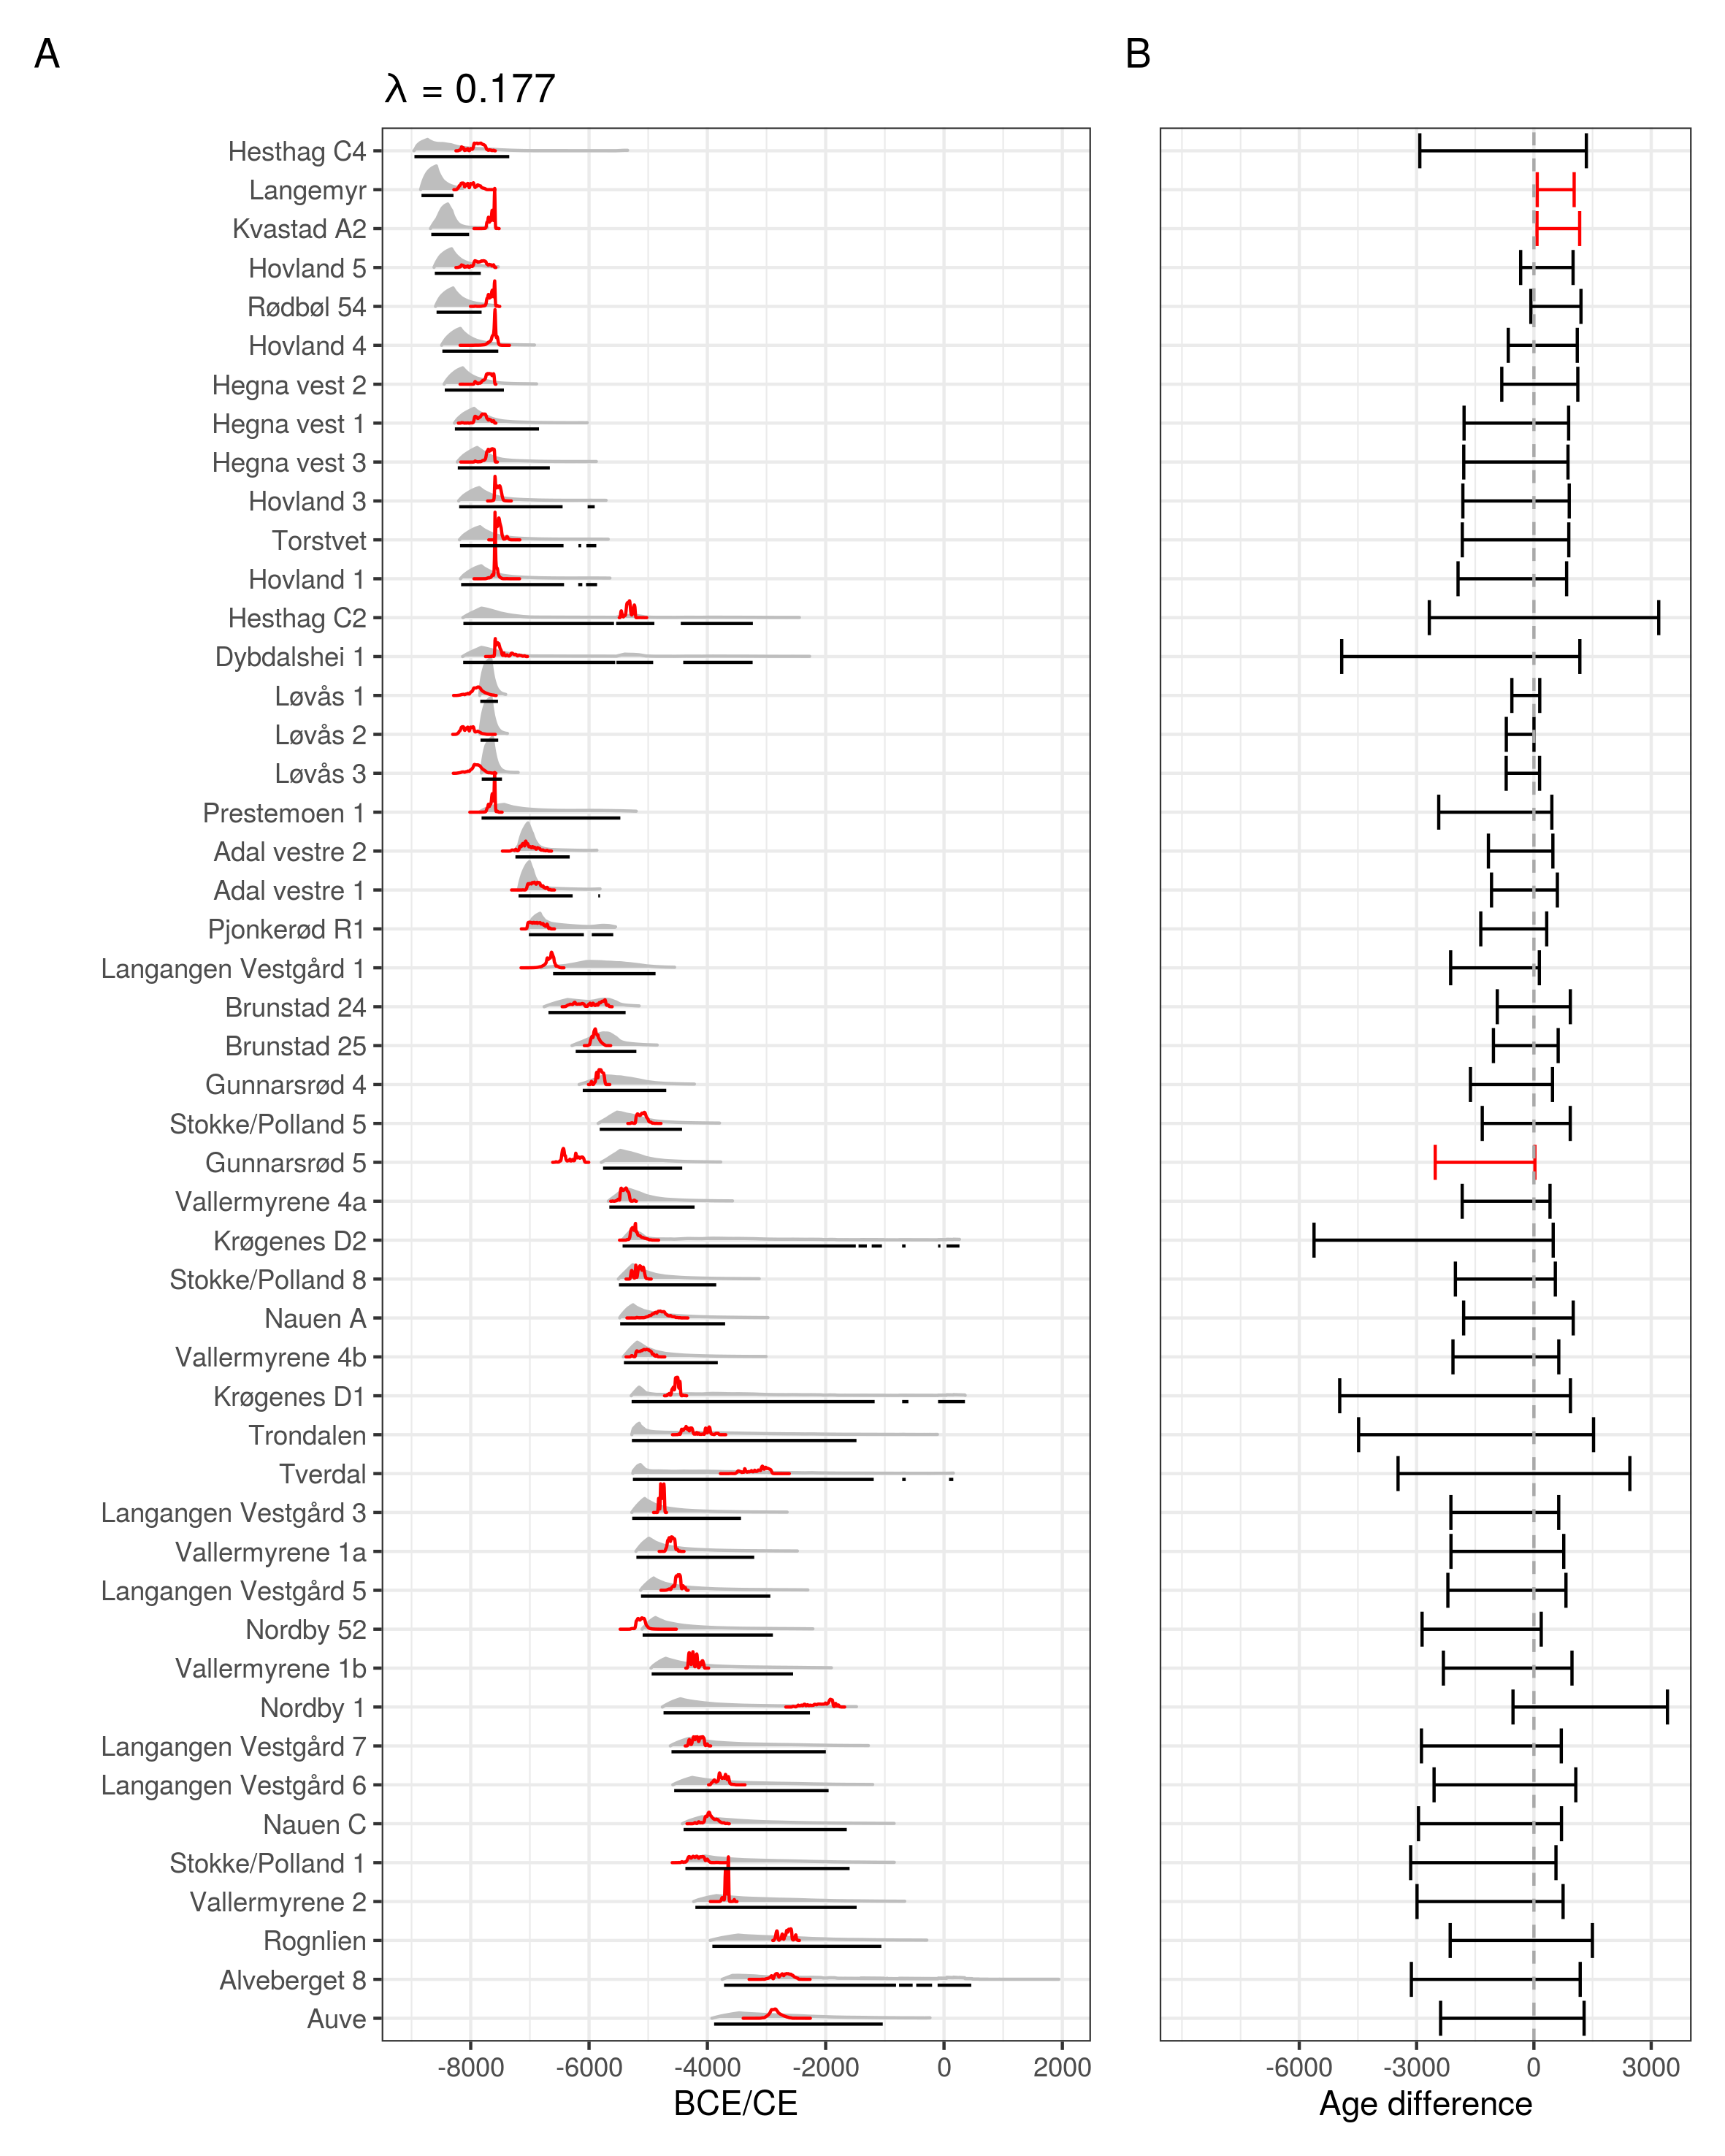 A
B
λ = 0.177
Hesthag C4
Langemyr
Kvastad A2
Hovland 5
Rødbøl 54
Hovland 4
Hegna vest 2
Hegna vest 1
Hegna vest 3
Hovland 3
Torstvet
Hovland 1
Hesthag C2
Dybdalshei 1
Løvås 1
Løvås 2
Løvås 3
Prestemoen 1
Adal vestre 2
Adal vestre 1
Pjonkerød R1
Langangen Vestgård 1
Brunstad 24
Brunstad 25
Gunnarsrød 4
Stokke/Polland 5
Gunnarsrød 5
Vallermyrene 4a
Krøgenes D2
Stokke/Polland 8
Nauen A
Vallermyrene 4b
Krøgenes D1
Trondalen
Tverdal
Langangen Vestgård 3
Vallermyrene 1a
Langangen Vestgård 5
Nordby 52
Vallermyrene 1b
Nordby 1
Langangen Vestgård 7
Langangen Vestgård 6
Nauen C
Stokke/Polland 1
Vallermyrene 2
Rognlien
Alveberget 8
Auve
-8000 -6000 -4000 -2000 0 2000
BCE/CE
-6000 -3000 0 3000
Age difference